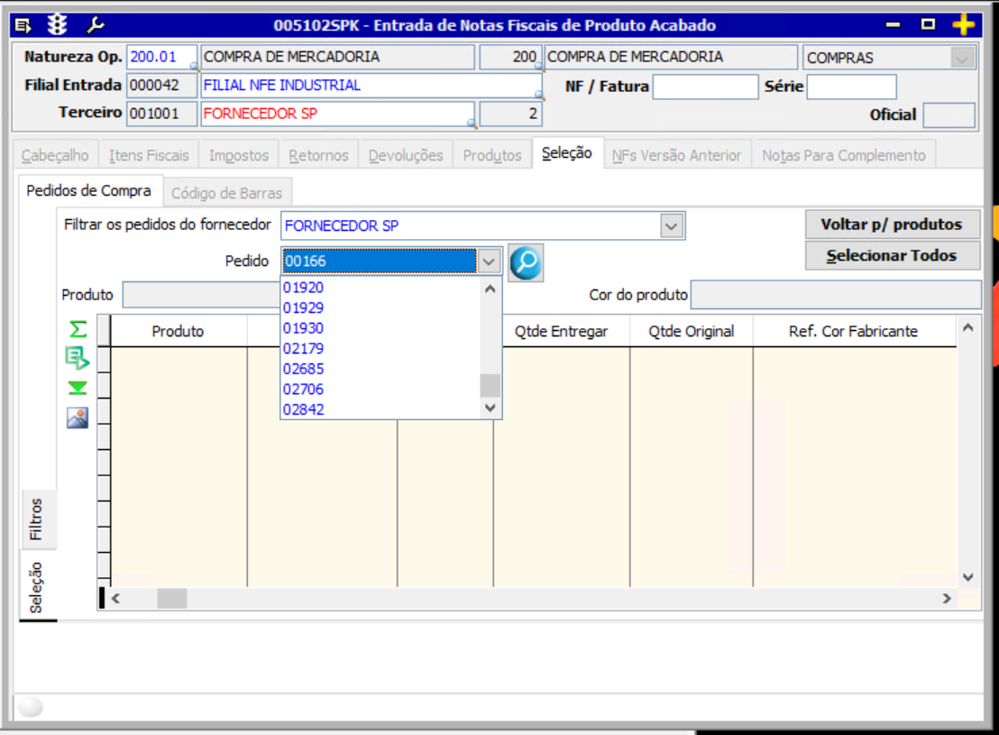 005102SPK - Entrada de Notas Fiscais de Produto Acabado
Natureza Op. 200.01 COMPRA DE MERCADORIA 200 COMPRA DE MERCADORIA COMPRAS
Filial Entrada 000042 FILIAL NFE INDUSTRIAL NF / Fatura Série
Terceiro 001001 FORNECEDOR SP 2 Oficial
Cabeçalho Itens Fiscais Impostos Retornos Devoluções Produtos Seleção NFs Versão Anterior Notas Para Complemento
Pedidos de Compra Código de Barras
Filtrar os pedidos do fornecedor FORNECEDOR SP Voltar p/ produtos
Pedido 00166 Selecionar Todos
Produto Cor do produto
01920
01929
01930
02179
02685
02706
02842
Produto Qtde Entregar Qtde Original Ref. Cor Fabricante
Filtros
Seleção